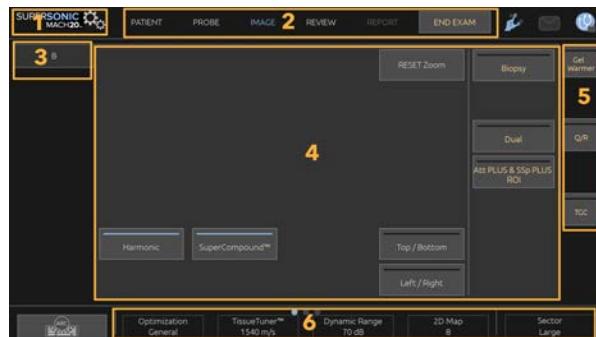 SUPERSONIC
MACH20
1
PATIENT PROBE IMAGE 2 REVIEW REPORT END EXAM
3 B
RESET Zoom
Biopsy
Gel Warmer
5
4
Dual
Q/R
Att PLUS & SSp PLUS
ROI
TGC
Harmonic SuperCompound™ Top / Bottom
Left / Right
6
Optimization TissueTuner™ Dynamic Range 2D Map Sector
General 1540 m/s 70 dB 8 Large